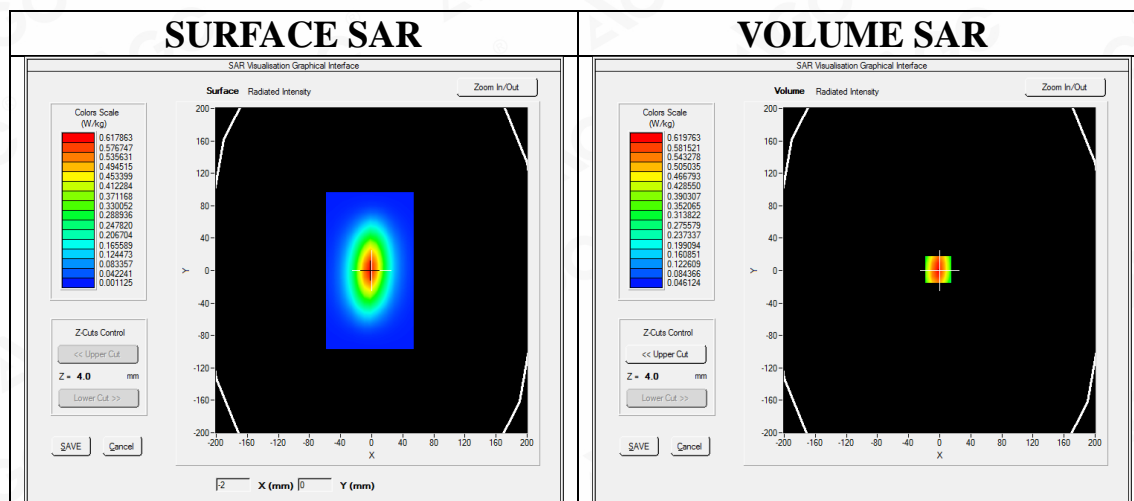 SURFACE SAR
SAR Visualisation Graphical Interface
Surface Radiated Intensity
Zoom In/Out
Colors Scale
(W/kg)
0.617863
0.576747
0.535631
0.494515
0.453399
0.412284
0.371168
0.330052
0.288936
0.247820
0.206704
0.165589
0.124473
0.083357
0.042241
0.001125
Z-Cuts Control
<< Upper Cut
Z = 4.0 mm
Lower Cut >>
SAVE Cancel
200
160
120
80
40
0
-40
-80
-120
-160
-200
Y
-200 -160 -120 -80 -40 0 40 80 120 160 200
X
-2 X (mm) 0 Y (mm)
VOLUME SAR
SAR Visualisation Graphical Interface
Volume Radiated Intensity
Zoom In/Out
Colors Scale
(W/kg)
0.619763
0.581521
0.543278
0.505035
0.466793
0.428550
0.390307
0.352065
0.313822
0.275579
0.237337
0.199094
0.160851
0.122609
0.084366
0.046124
Z-Cuts Control
<< Upper Cut
Z = 4.0 mm
Lower Cut >>
SAVE Cancel
200
160
120
80
40
0
-40
-80
-120
-160
-200
Y
-200 -160 -120 -80 -40 0 40 80 120 160 200
X